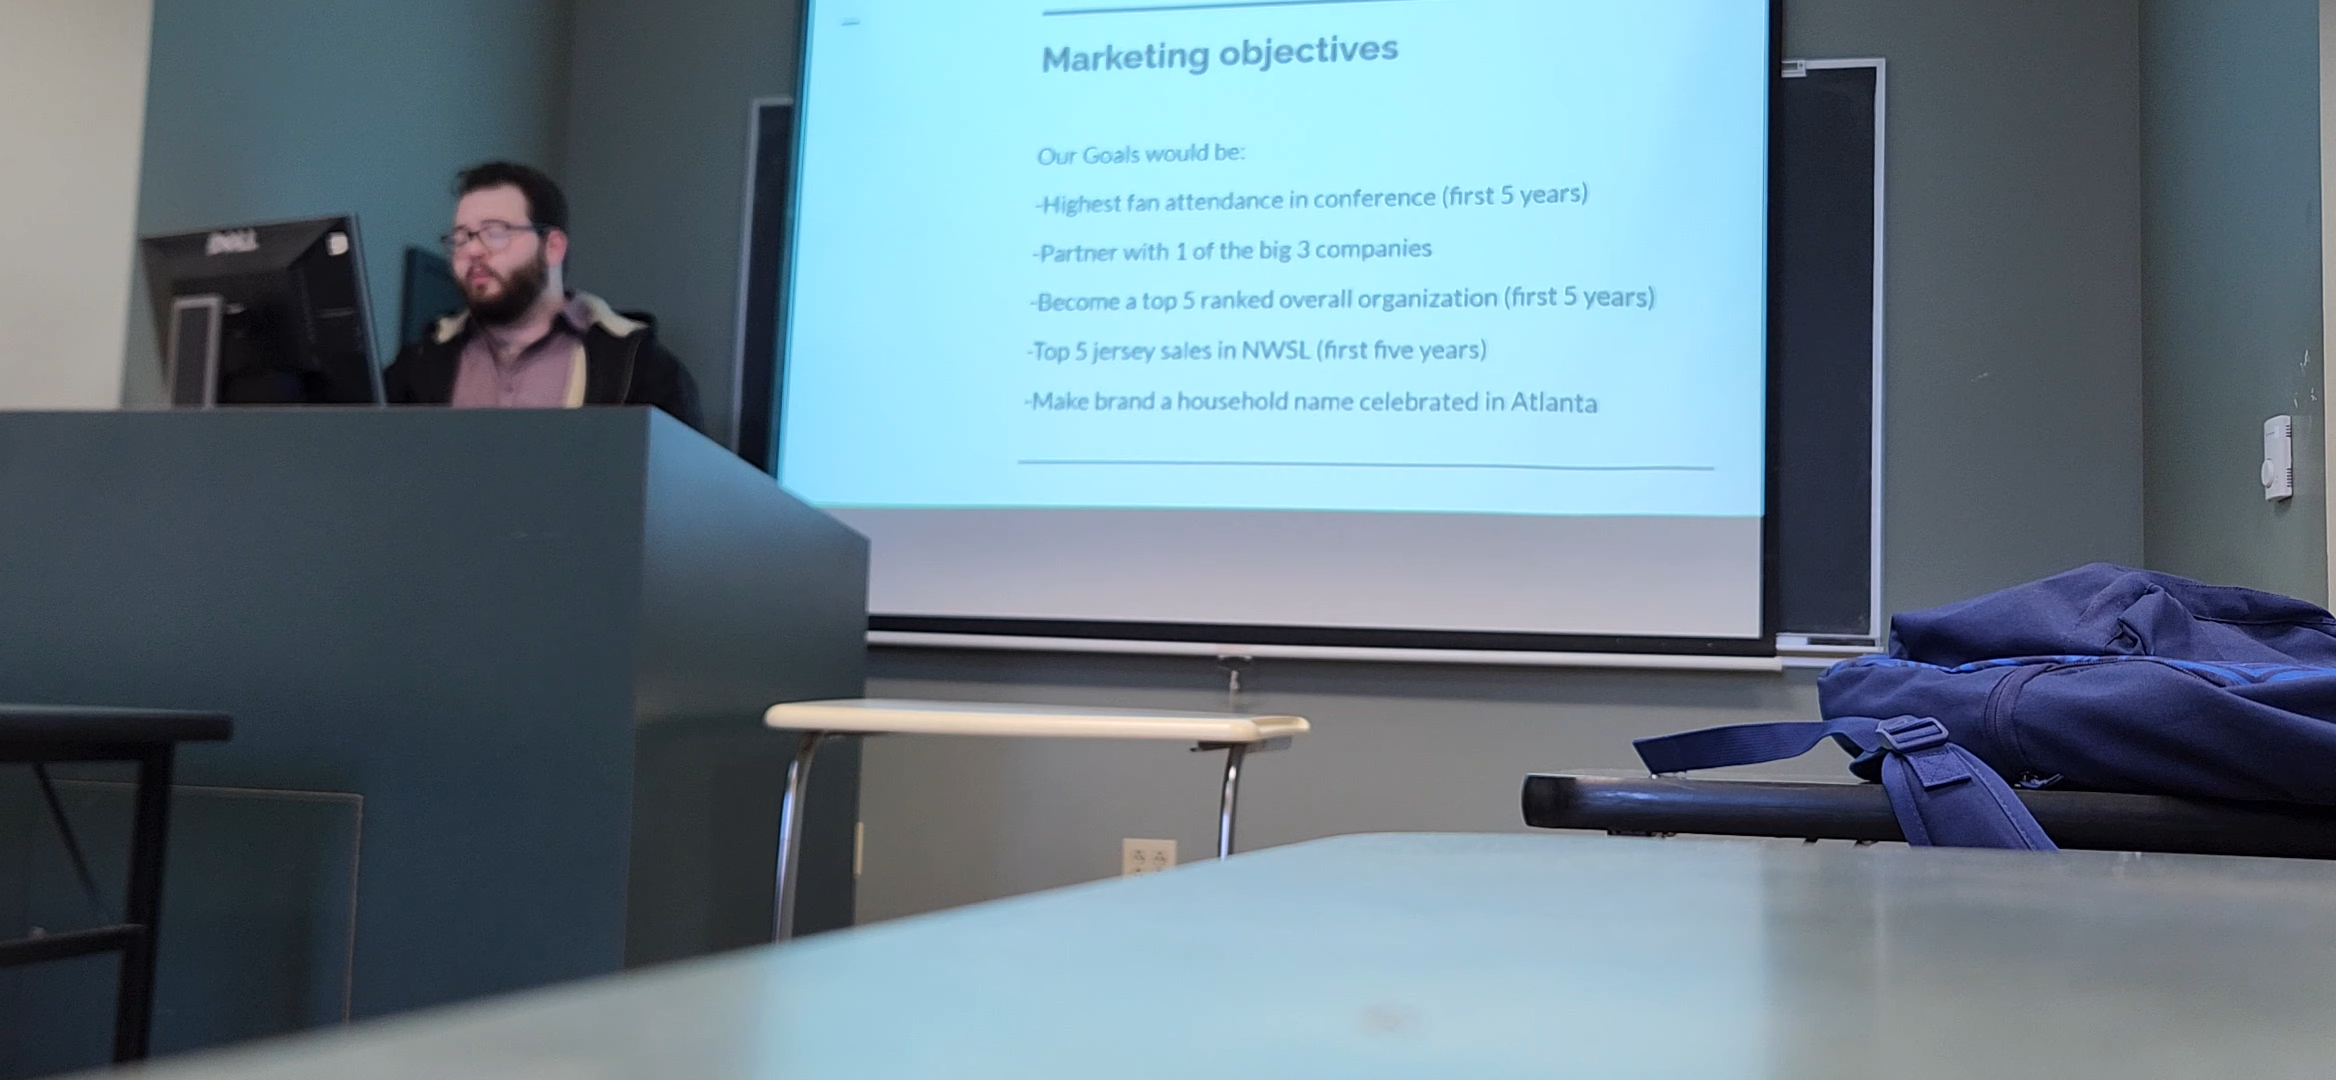 Marketing objectives
Our Goals would be:
-Highest fan attendance in conference (first 5 years)
-Partner with 1 of the big 3 companies
-Become a top 5 ranked overall organization (first 5 years)
-Top 5 jersey sales in NWSL (first five years)
-Make brand a household name celebrated in Atlanta
DELL